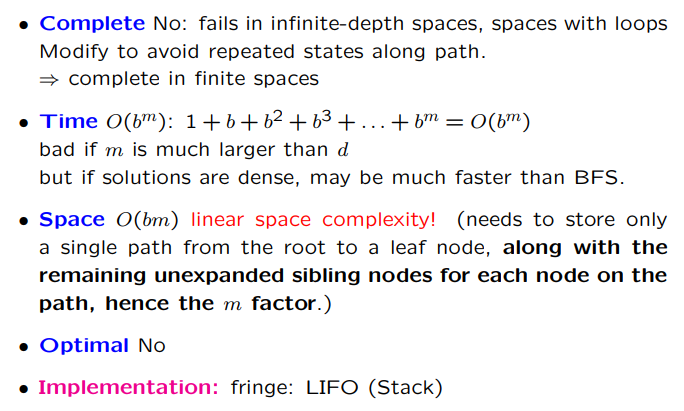 • Complete No: fails in infinite-depth spaces, spaces with loops
Modify to avoid repeated states along path.
⇒ complete in finite spaces
• Time O(b^m): 1 + b + b^2 + b^3 + . . . + b^m = O(b^m)
bad if m is much larger than d
but if solutions are dense, may be much faster than BFS.
• Space O(bm) linear space complexity! (needs to store only
a single path from the root to a leaf node, along with the
remaining unexpanded sibling nodes for each node on the
path, hence the m factor.)
• Optimal No
• Implementation: fringe: LIFO (Stack)